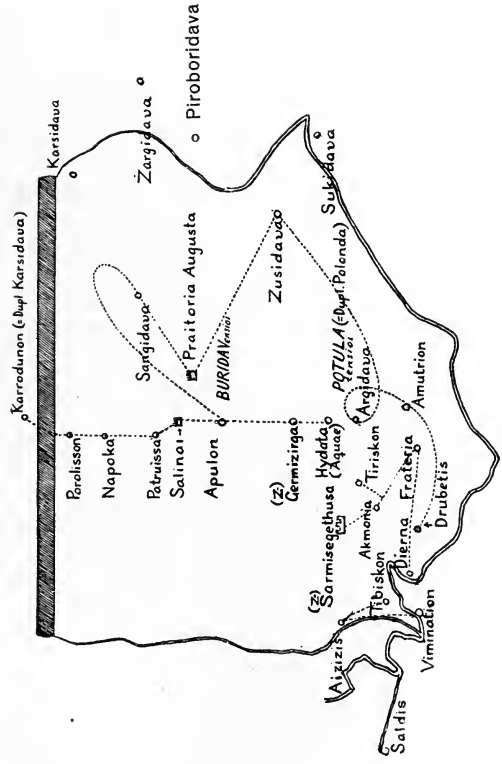 Karrodunon (=Dupl Karsidava)
Karsidava
Porolisson
Napoka
Patruissa
Salinai
Apulon
Sangidava
Praitoria Augusta
Zargidava
Piroboridava
BURIDAVensioi
Zusidava
(Z)
Germizirga
Hydata
(Aquae)
POTULA (=Dupl. Polonda)
ensioi
Argidava
Sukidava
(Z)
Sarmisegethusa
Tiriskon
Akmonia
Frateria
Amutrion
Drubetis
Dierna
Tibiskon
Aizizis
Vimination
Saldis